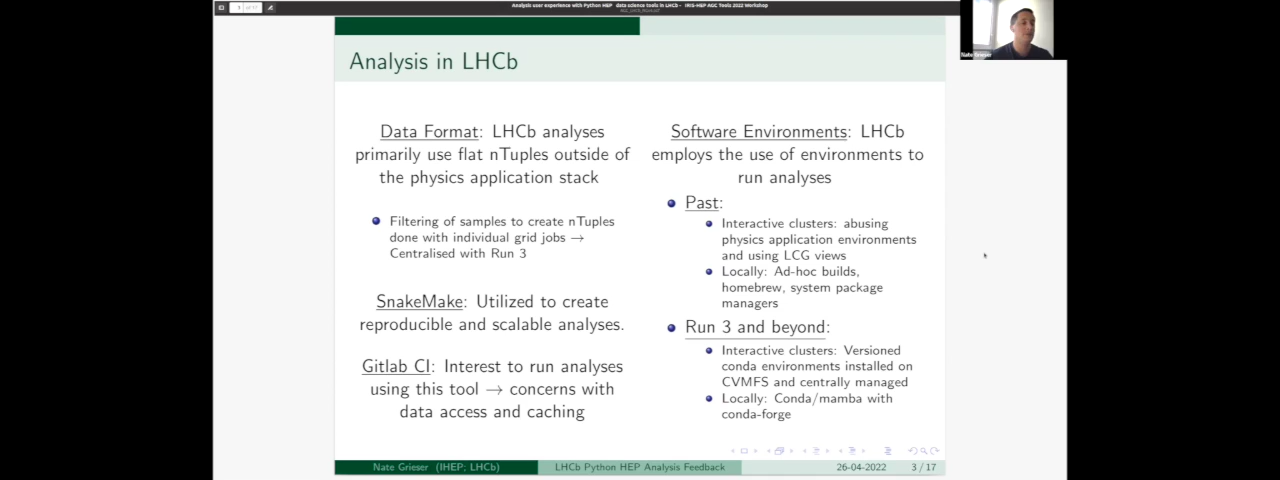 1 of 17
Analysis user experience with Python HEP data science tools in LHCb - IRIS-HEP AGC Tools 2022 Workshop
Nate Grieser
Analysis in LHCb
Data Format: LHCb analyses
primarily use flat nTuples outside of
the physics application stack
Filtering of samples to create nTuples
done with individual grid jobs →
Centralised with Run 3
SnakeMake: Utilized to create
reproducible and scalable analyses.
Gitlab CI: Interest to run analyses
using this tool → concerns with
data access and caching
Software Environments: LHCb
employs the use of environments to
run analyses
Past:
Interactive clusters: abusing
physics application environments
and using LCG views
Locally: Ad-hoc builds,
homebrew, system package
managers
Run 3 and beyond:
Interactive clusters: Versioned
conda environments installed on
CVMFS and centrally managed
Locally: Conda/mamba with
conda-forge
Nate Grieser (IHEP; LHCb)
LHCb Python HEP Analysis Feedback
26-04-2022
3 / 17